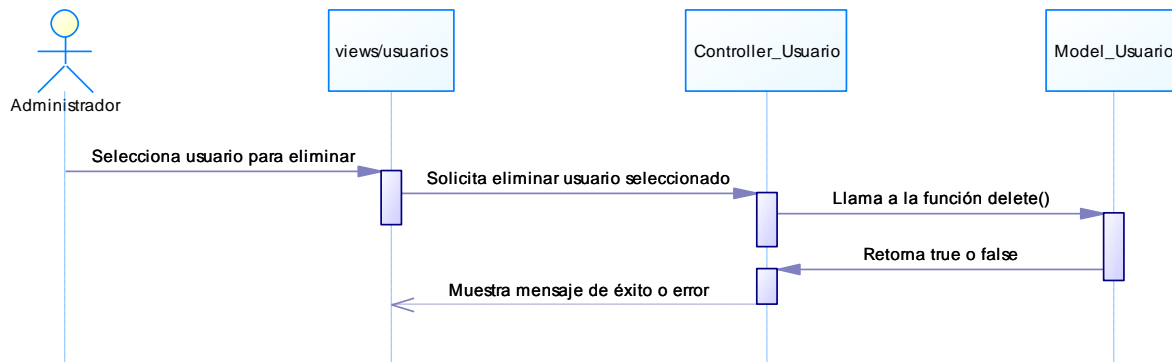 views/usuarios
Controller_Usuario
Model_Usuario
Administrador
Selecciona usuario para eliminar
Solicita eliminar usuario seleccionado
Llama a la función delete()
Retorna true o false
Muestra mensaje de éxito o error